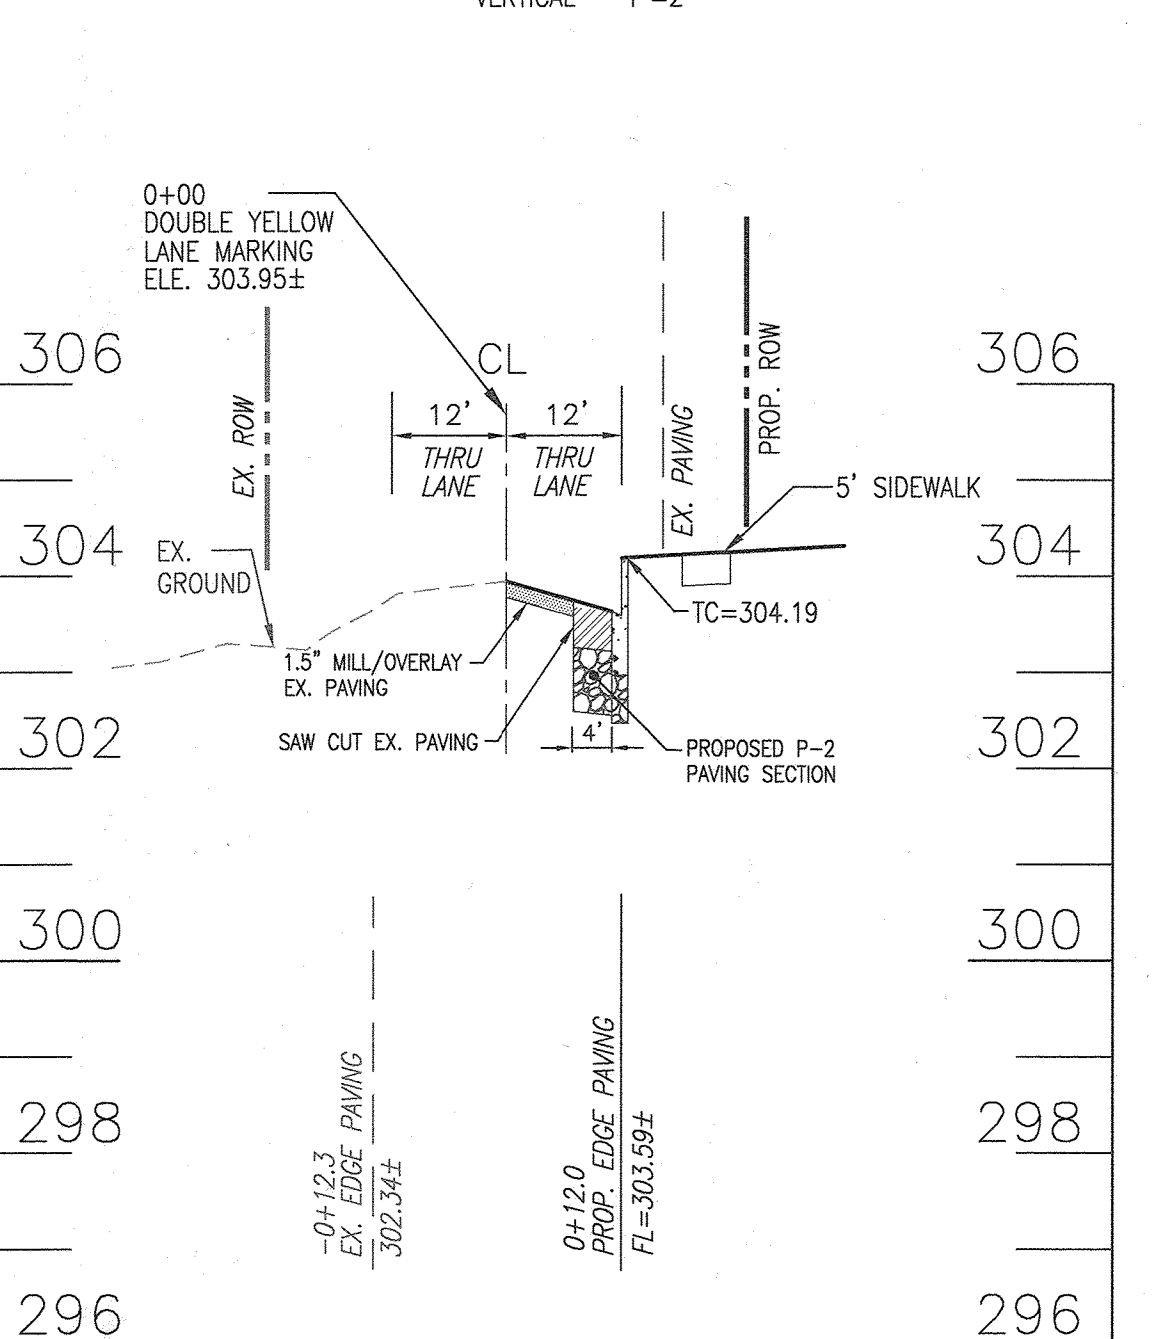 VERTICAL 1"=2'
0+00
DOUBLE YELLOW
LANE MARKING
ELE. 303.95±
306
306
CL
12'
12'
THRU
LANE
THRU
LANE
EX. ROW
EX. PAVING
PROP. ROW
5' SIDEWALK
304
304
EX.
GROUND
TC=304.19
1.5" MILL/OVERLAY
EX. PAVING
302
302
SAW CUT EX. PAVING
4'
PROPOSED P-2
PAVING SECTION
300
300
298
298
-0+12.3
EX. EDGE PAVING
302.34±
0+12.0
PROP. EDGE PAVING
FL=303.59±
296
296